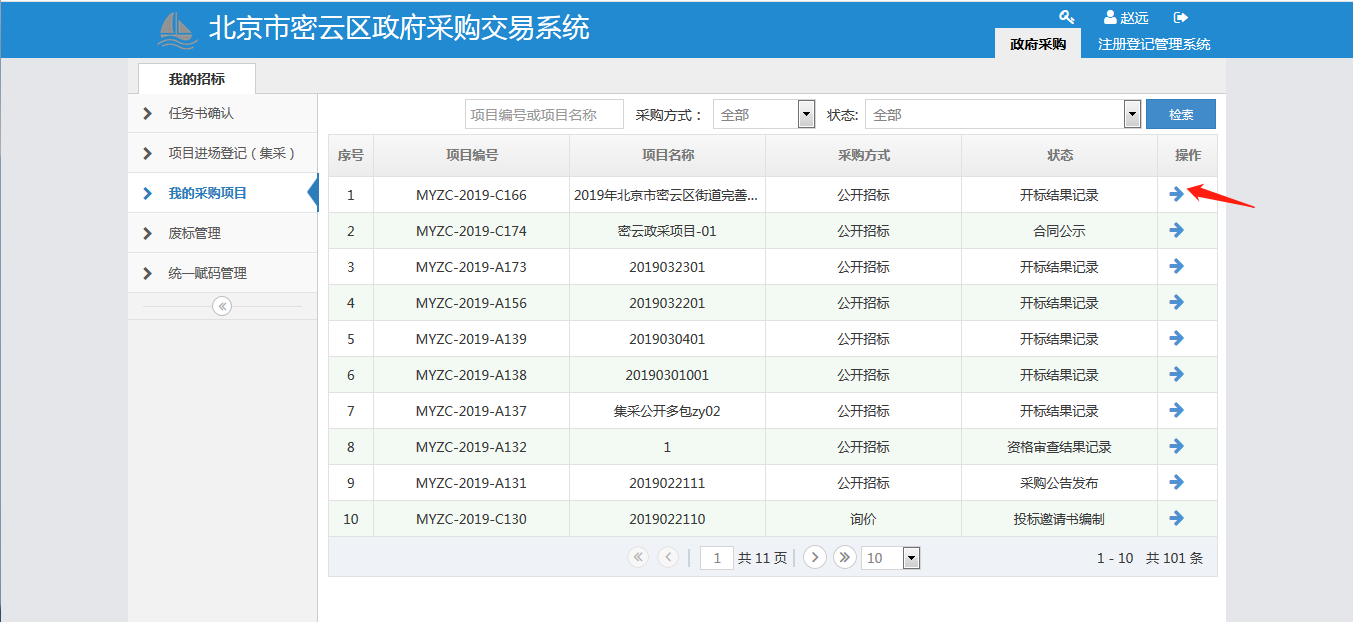 北京市密云区政府采购交易系统
赵远
政府采购 注册登记管理系统
我的招标
任务书确认
项目进场登记（集采）
我的采购项目
废标管理
统一赋码管理
项目编号或项目名称 采购方式： 全部 状态: 全部 检索
序号 项目编号 项目名称 采购方式 状态 操作
1 MYZC-2019-C166 2019年北京市密云区街道完善... 公开招标 开标结果记录
2 MYZC-2019-C174 密云政采项目-01 公开招标 合同公示
3 MYZC-2019-A173 2019032301 公开招标 开标结果记录
4 MYZC-2019-A156 2019032201 公开招标 开标结果记录
5 MYZC-2019-A139 2019030401 公开招标 开标结果记录
6 MYZC-2019-A138 20190301001 公开招标 开标结果记录
7 MYZC-2019-A137 集采公开多包zy02 公开招标 开标结果记录
8 MYZC-2019-A132 1 公开招标 资格审查结果记录
9 MYZC-2019-A131 2019022111 公开招标 采购公告发布
10 MYZC-2019-C130 2019022110 询价 投标邀请书编制
1 共 11 页 10 1 - 10 共 101 条